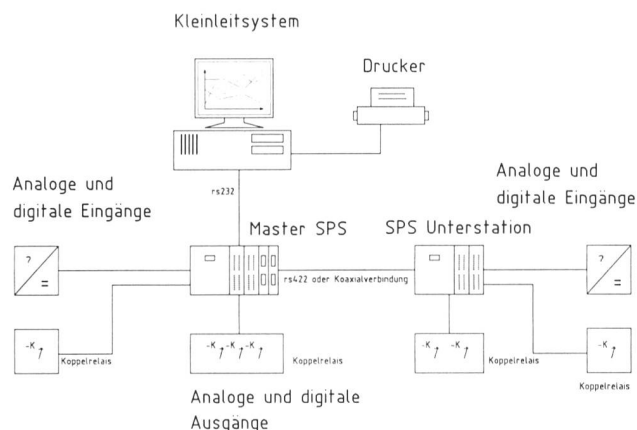 Kleinleitsystem
Drucker
rs232
Analoge und
digitale Eingänge
Analoge und
digitale Eingänge
Master SPS
SPS Unterstation
?
=
rs422 oder Koaxialverbindung
?
=
-K
Koppelrelais
-K -K -K
Koppelrelais
-K -K
Koppelrelais
-K
Koppelrelais
Analoge und digitale
Ausgänge